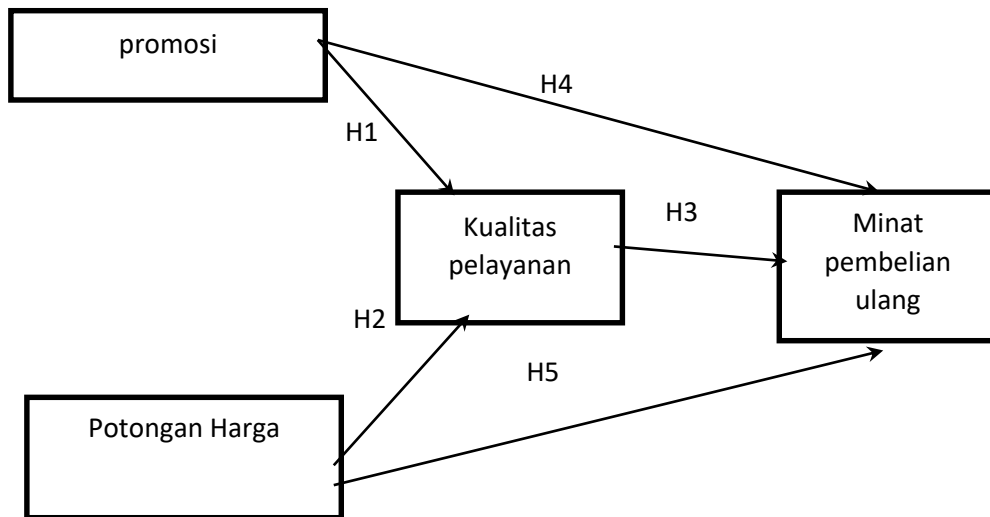 promosi
H4
H1
H3
Kualitas
pelayanan
Minat
pembelian
ulang
H2
H5
Potongan Harga